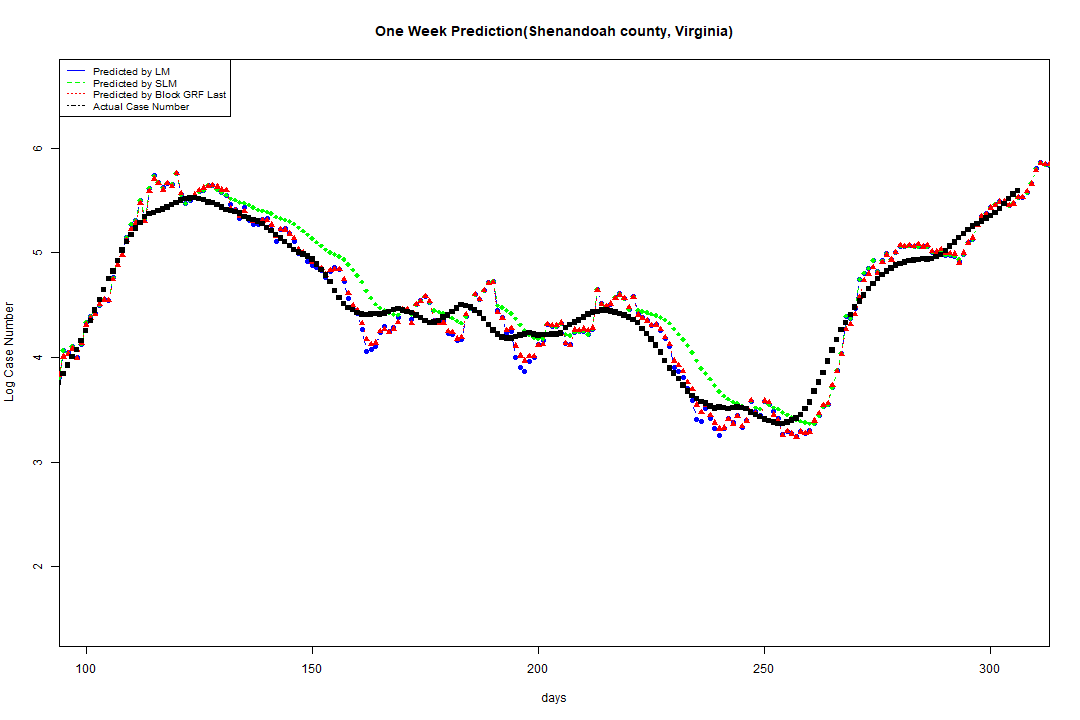 One Week Prediction(Shenandoah county, Virginia)
Predicted by LM
Predicted by SLM
Predicted by Block GRF Last
Actual Case Number
6
5
4
3
2
Log Case Number
100 150 200 250 300
days